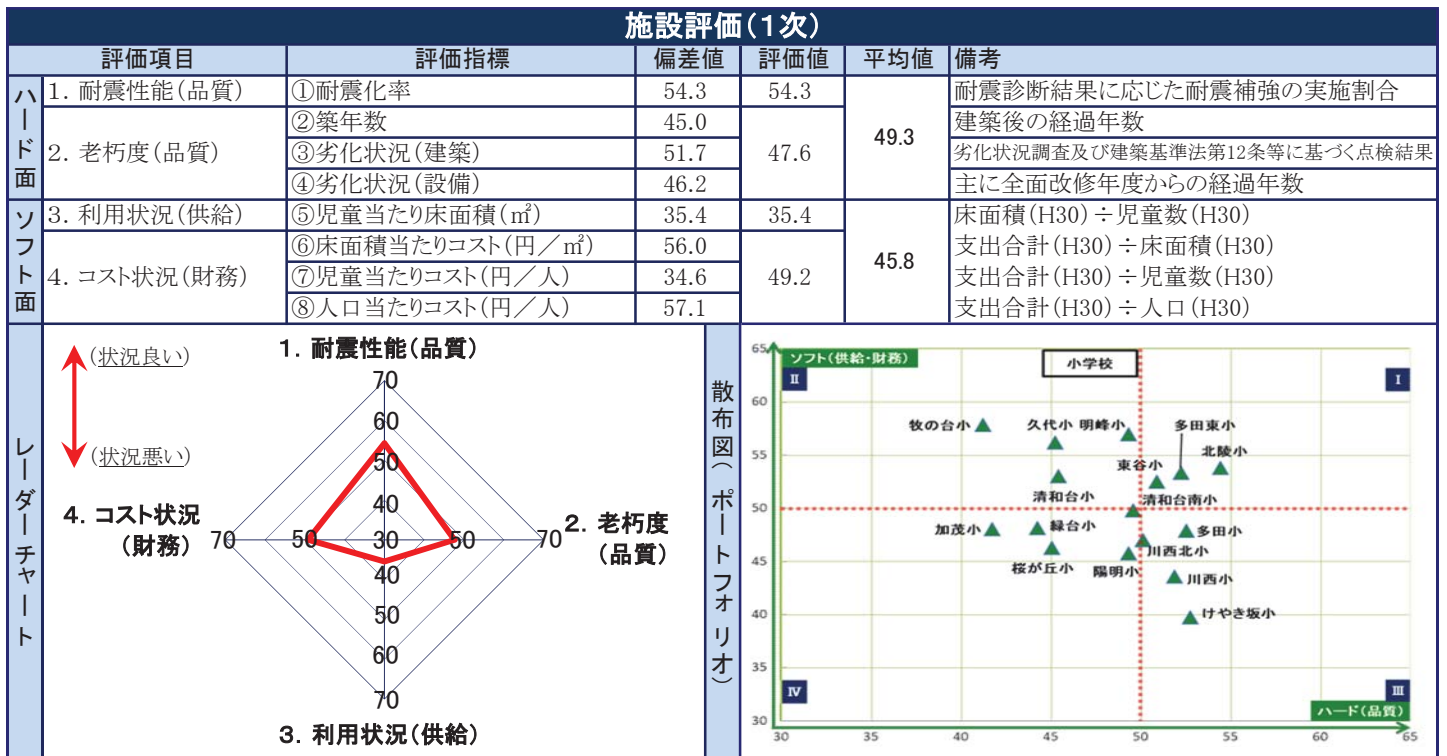 施設評価(1次)
評価項目 評価指標 偏差値 評価値 平均値 備考
ハード面
1. 耐震性能(品質) ①耐震化率 54.3 54.3 49.3 耐震診断結果に応じた耐震補強の実施割合
2. 老朽度(品質) ②築年数 45.0 47.6 建築後の経過年数
③劣化状況(建築) 51.7 劣化状況調査及び建築基準法第12条等に基づく点検結果
④劣化状況(設備) 46.2 主に全面改修年度からの経過年数
ソフト面
3. 利用状況(供給) ⑤児童当たり床面積(㎡) 35.4 35.4 45.8 床面積(H30)÷児童数(H30)
4. コスト状況(財務) ⑥床面積当たりコスト(円/㎡) 56.0 49.2 支出合計(H30)÷床面積(H30)
⑦児童当たりコスト(円/人) 34.6 支出合計(H30)÷児童数(H30)
⑧人口当たりコスト(円/人) 57.1 支出合計(H30)÷人口(H30)
レーダーチャート
(状況良い)
(状況悪い)
1. 耐震性能(品質)
70
60
50
40
30
4. コスト状況
(財務)
70
50
50
70
2. 老朽度
(品質)
40
50
60
70
3. 利用状況(供給)
散布図(ポートフォリオ)
65
ソフト(供給・財務)
小学校
II
I
60
牧の台小
久代小
明峰小
多田東小
北陵小
55
東谷小
清和台小
清和台南小
50
加茂小
緑台小
多田小
川西北小
45
桜が丘小
陽明小
川西小
けやき坂小
40
35
IV
III
ハード(品質)
30
30 35 40 45 50 55 60 65